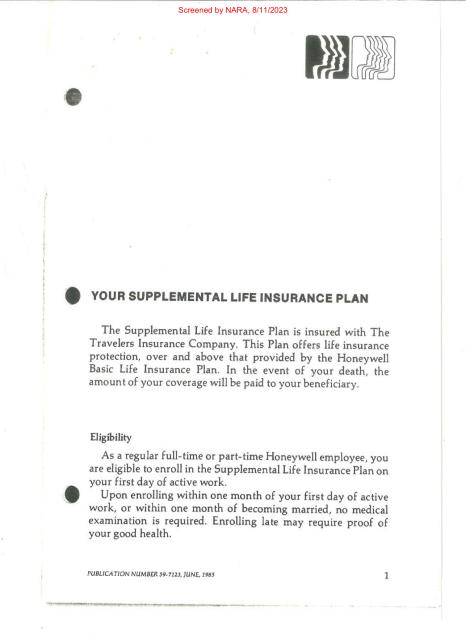 Screened by NARA, 8/11/2023
YOUR SUPPLEMENTAL LIFE INSURANCE PLAN
The Supplemental Life Insurance Plan is insured with The
Travelers Insurance Company. This Plan offers life insurance
protection, over and above that provided by the Honeywell
Basic Life Insurance Plan. In the event of your death, the
amount of your coverage will be paid to your beneficiary.
Eligibility
As a regular full-time or part-time Honeywell employee, you
are eligible to enroll in the Supplemental Life Insurance Plan on
your first day of active work.
Upon enrolling within one month of your first day of active
work, or within one month of becoming married, no medical
examination is required. Enrolling late may require proof of
your good health.
PUBLICATION NUMBER 59-7123, JUNE, 1985 1